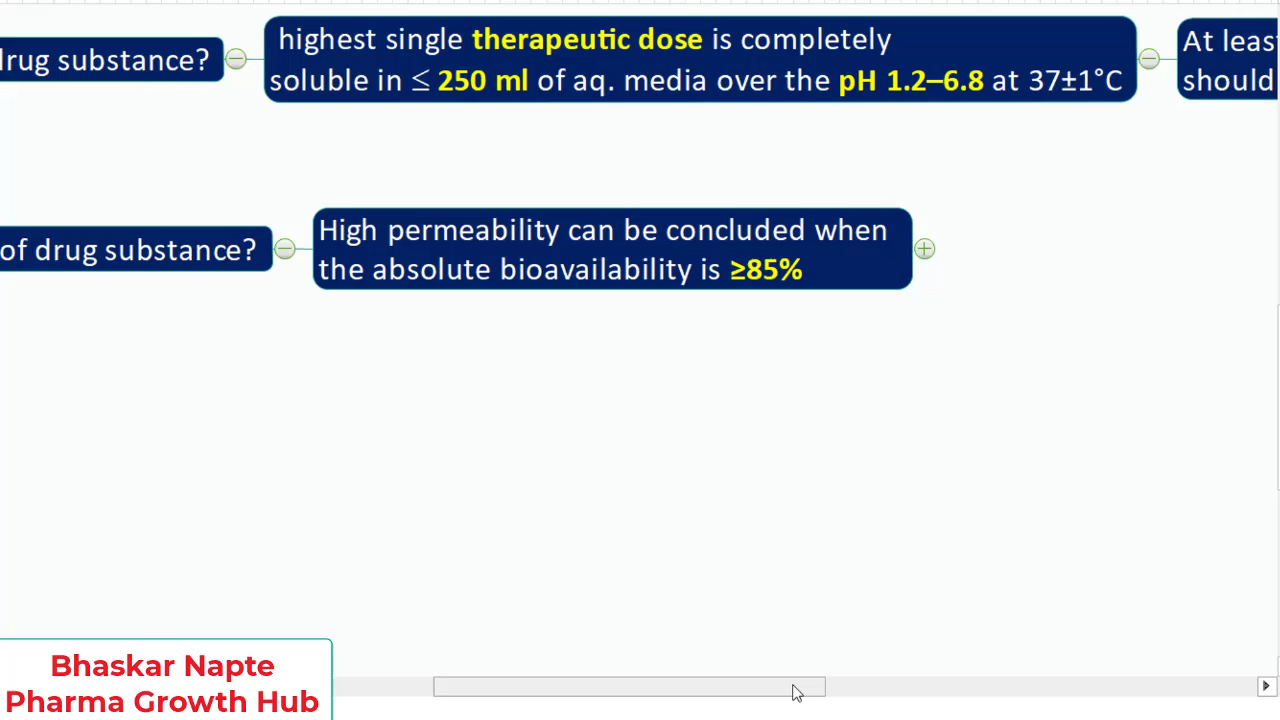 drug substance?
highest single therapeutic dose is completely
soluble in ≤ 250 ml of aq. media over the pH 1.2–6.8 at 37±1°C
At least
should
of drug substance?
High permeability can be concluded when
the absolute bioavailability is ≥85%
Bhaskar Napte
Pharma Growth Hub